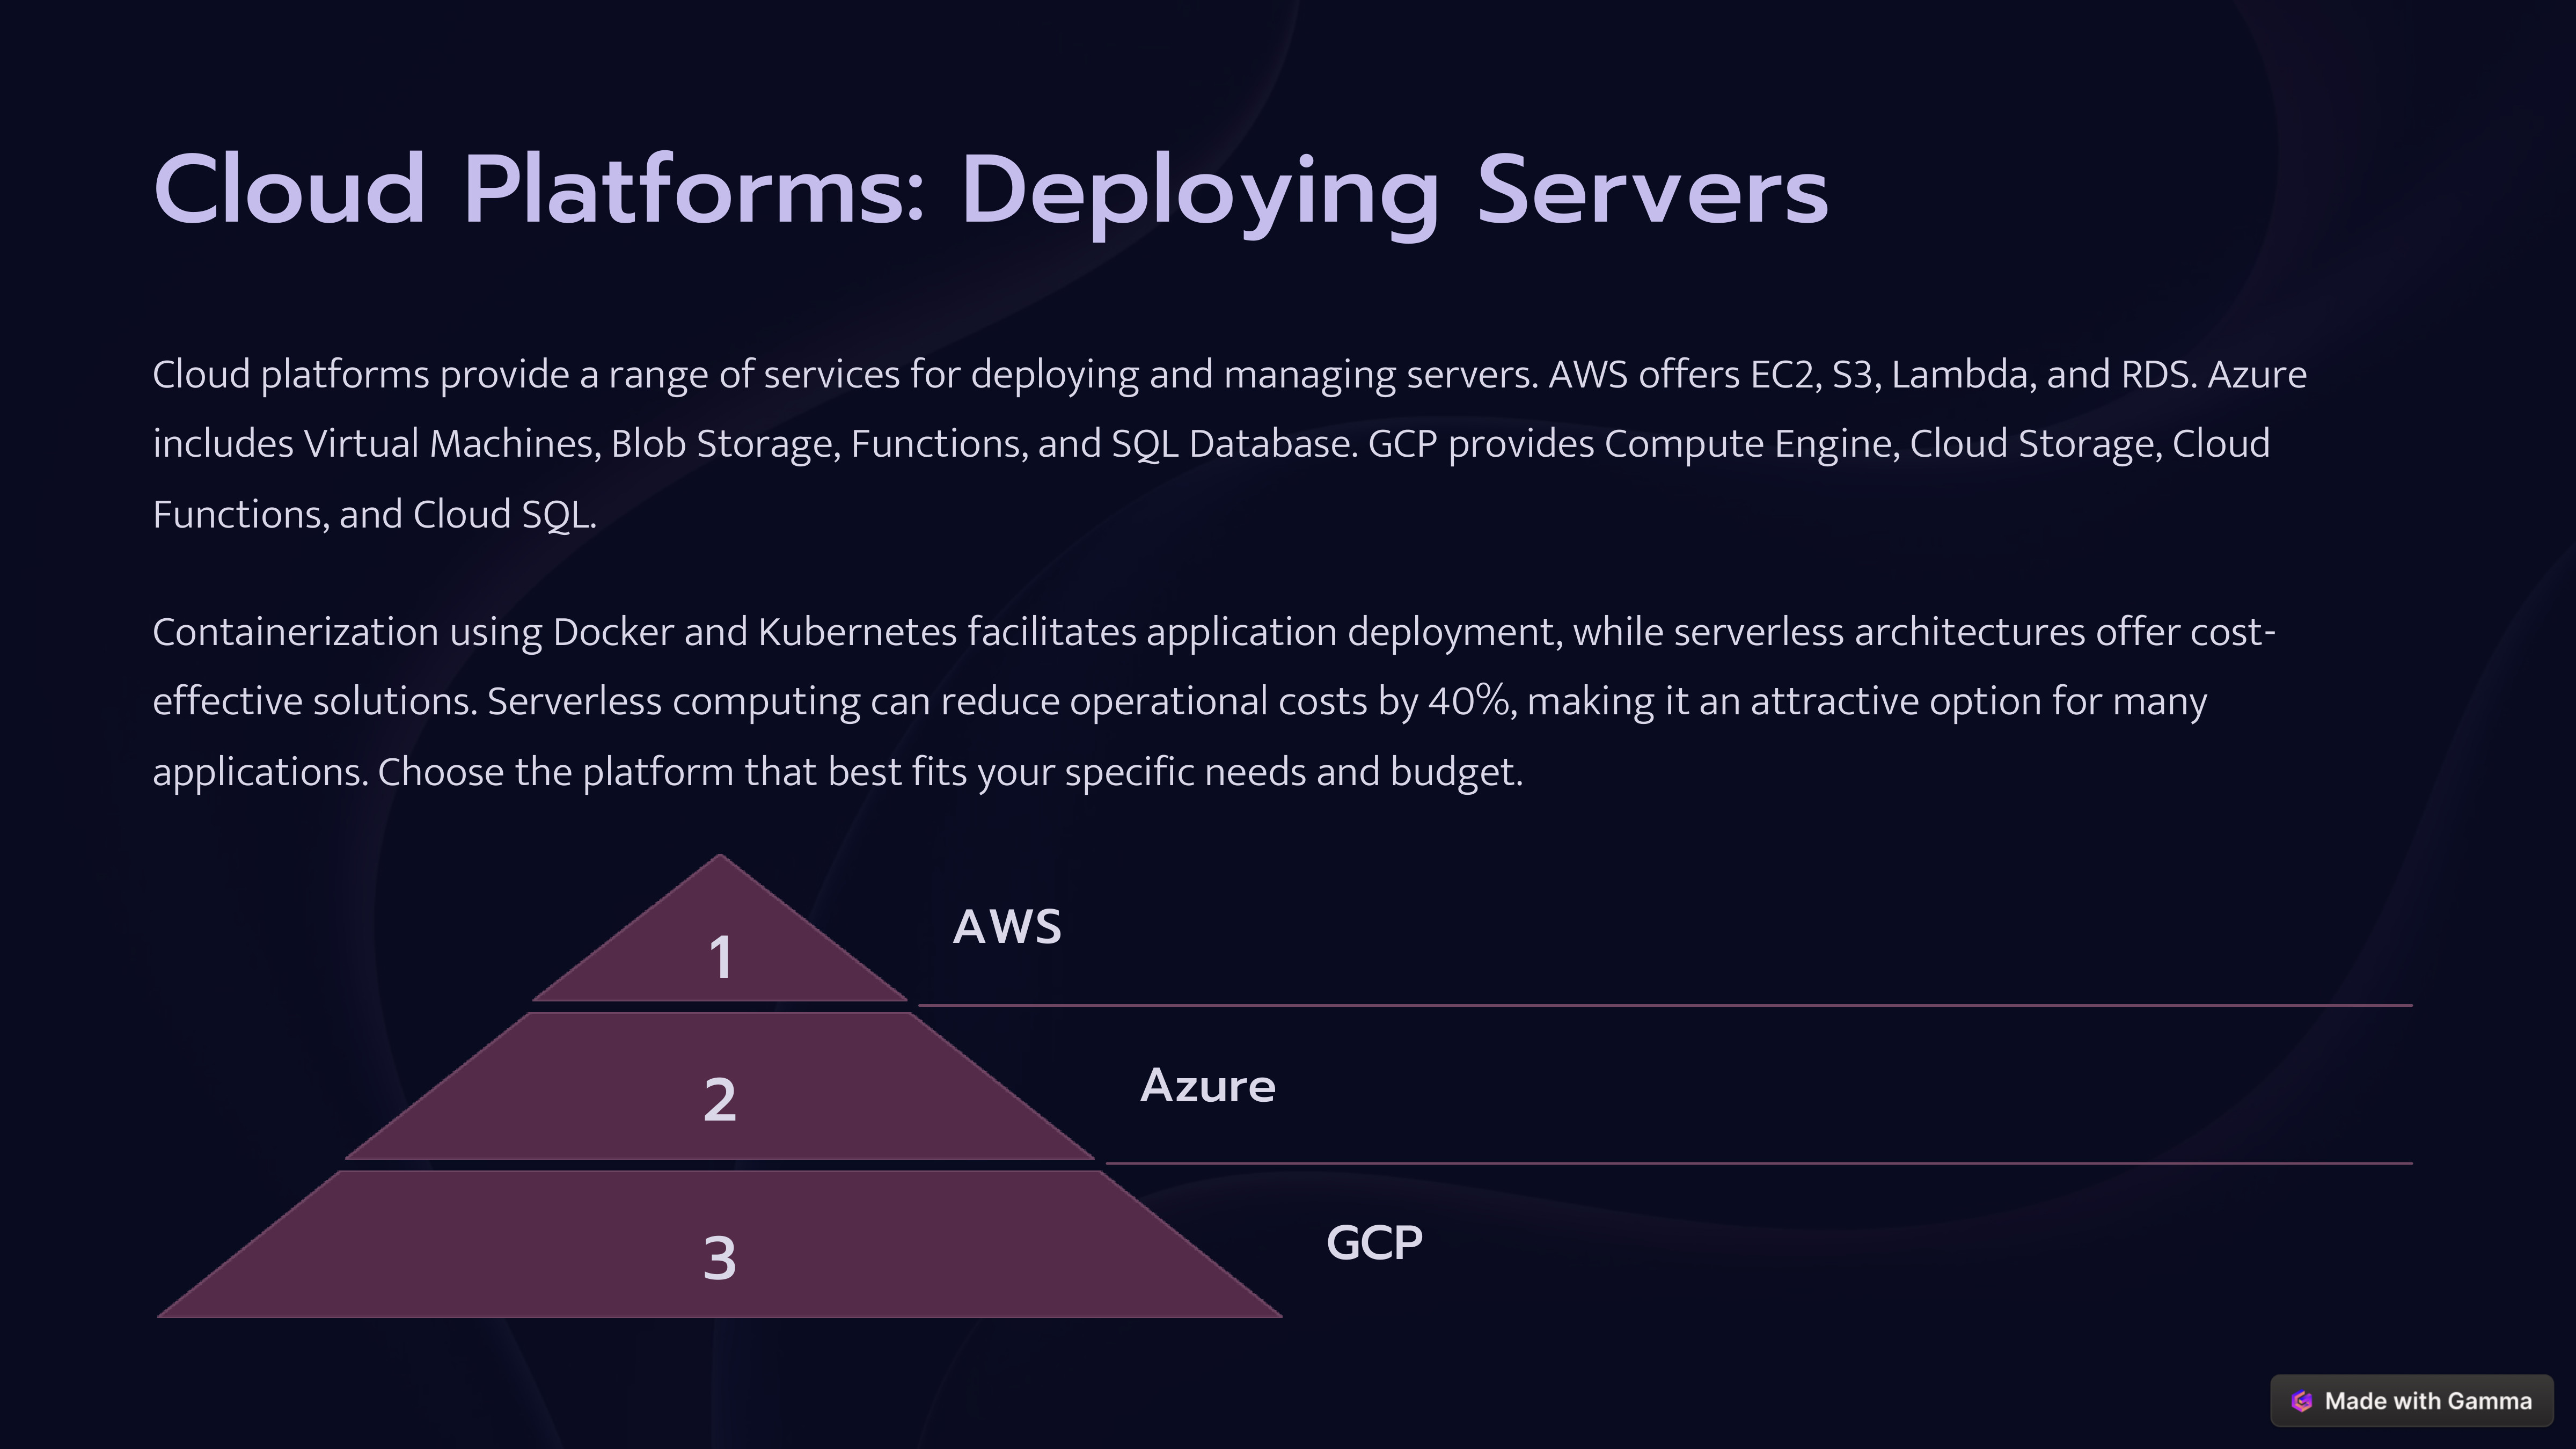 Cloud Platforms: Deploying Servers
Cloud platforms provide a range of services for deploying and managing servers. AWS offers EC2, S3, Lambda, and RDS. Azure
includes Virtual Machines, Blob Storage, Functions, and SQL Database. GCP provides Compute Engine, Cloud Storage, Cloud
Functions, and Cloud SQL.
Containerization using Docker and Kubernetes facilitates application deployment, while serverless architectures offer cost-
effective solutions. Serverless computing can reduce operational costs by 40%, making it an attractive option for many
applications. Choose the platform that best fits your specific needs and budget.
1
AWS
2
Azure
3
GCP
Made with Gamma